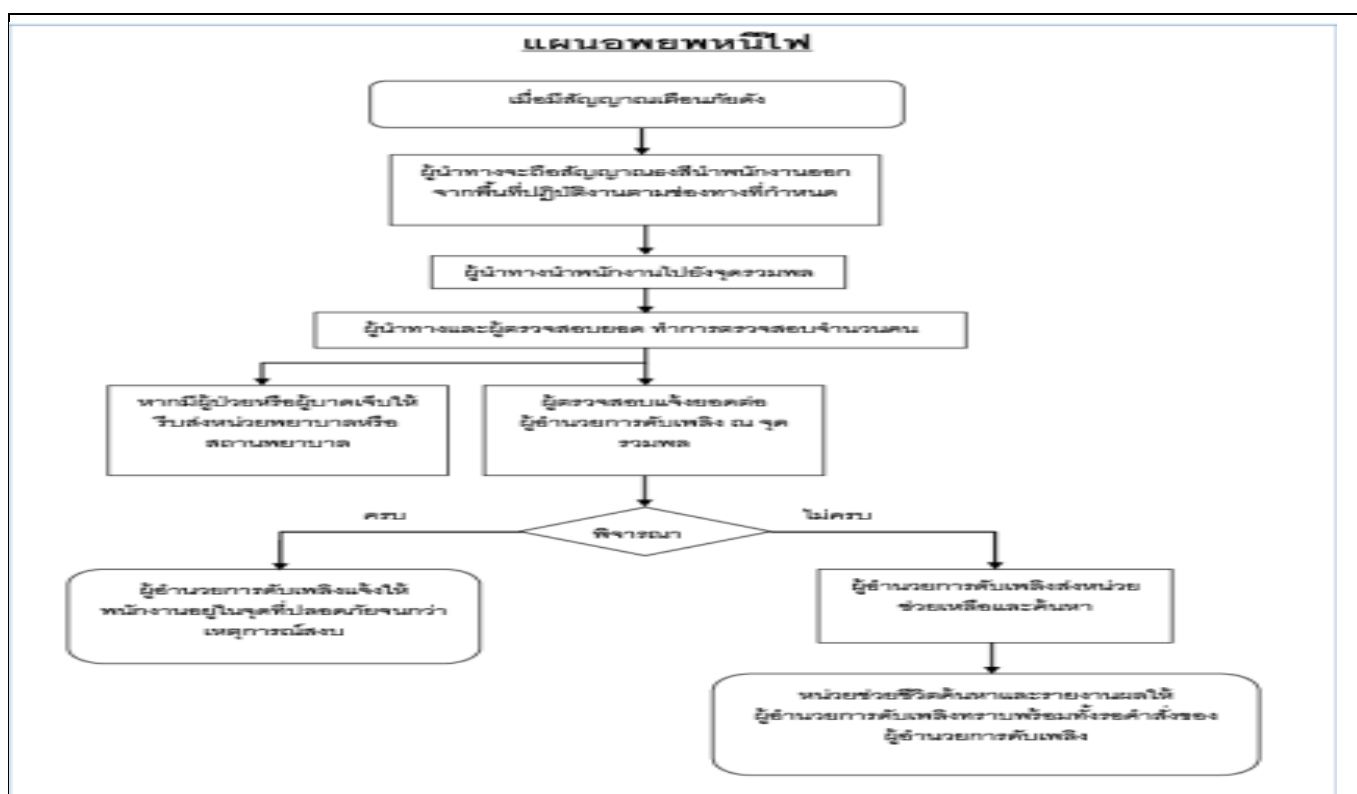 แผนอพยพหนีไฟ
เมื่อมีสัญญาณเตือนภัยดัง
ผู้นำทางจะถือสัญญาณธงสีนำพนักงานออก
จากพื้นที่ปฏิบัติงานตามช่องทางที่กำหนด
ผู้นำทางนำพนักงานไปยังจุดรวมพล
ผู้นำทางและผู้ตรวจสอบยอด ทำการตรวจสอบจำนวนคน
หากมีผู้ป่วยหรือผู้บาดเจ็บให้
รีบส่งหน่วยพยาบาลหรือ
สถานพยาบาล
ผู้ตรวจสอบแจ้งยอดต่อ
ผู้อำนวยการดับเพลิง ณ จุด
รวมพล
ครบ
พิจารณา
ไม่ครบ
ผู้อำนวยการดับเพลิงแจ้งให้
พนักงานอยู่ในจุดที่ปลอดภัยจนกว่า
เหตุการณ์สงบ
ผู้อำนวยการดับเพลิงส่งหน่วย
ช่วยเหลือและค้นหา
หน่วยช่วยชีวิตค้นหาและรายงานผลให้
ผู้อำนวยการดับเพลิงทราบพร้อมทั้งรอคำสั่งของ
ผู้อำนวยการดับเพลิง